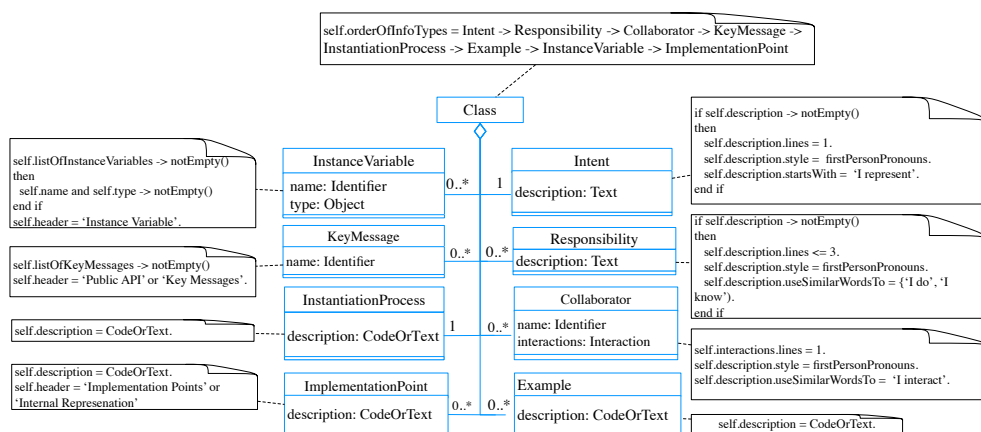 self.orderOfInfoTypes = Intent -> Responsibility -> Collaborator -> KeyMessage ->
InstantiationProcess -> Example -> InstanceVariable -> ImplementationPoint
Class
self.listOfInstanceVariables -> notEmpty()
then
self.name and self.type -> notEmpty()
end if
self.header = ‘Instance Variable’.
InstanceVariable
name: Identifier
type: Object
0..*
1
Intent
description: Text
if self.description -> notEmpty()
then
self.description.lines = 1.
self.description.style = firstPersonPronouns.
self.description.startsWith = ‘I represent’.
end if
self.listOfKeyMessages -> notEmpty()
self.header = ‘Public API’ or ‘Key Messages’.
KeyMessage
name: Identifier
0..*
0..*
Responsibility
description: Text
if self.description -> notEmpty()
then
self.description.lines <= 3.
self.description.style = firstPersonPronouns.
self.description.useSimilarWordsTo = {‘I do’, ‘I
know’).
end if
self.description = CodeOrText.
InstantiationProcess
description: CodeOrText
1
0..*
Collaborator
name: Identifier
interactions: Interaction
self.interactions.lines = 1.
self.description.style = firstPersonPronouns.
self.description.useSimilarWordsTo = ‘I interact’.
self.description = CodeOrText.
self.header = ‘Implementation Points’ or
‘Internal Represenation’
ImplementationPoint
description: CodeOrText
0..*
0..*
Example
description: CodeOrText
self.description = CodeOrText.